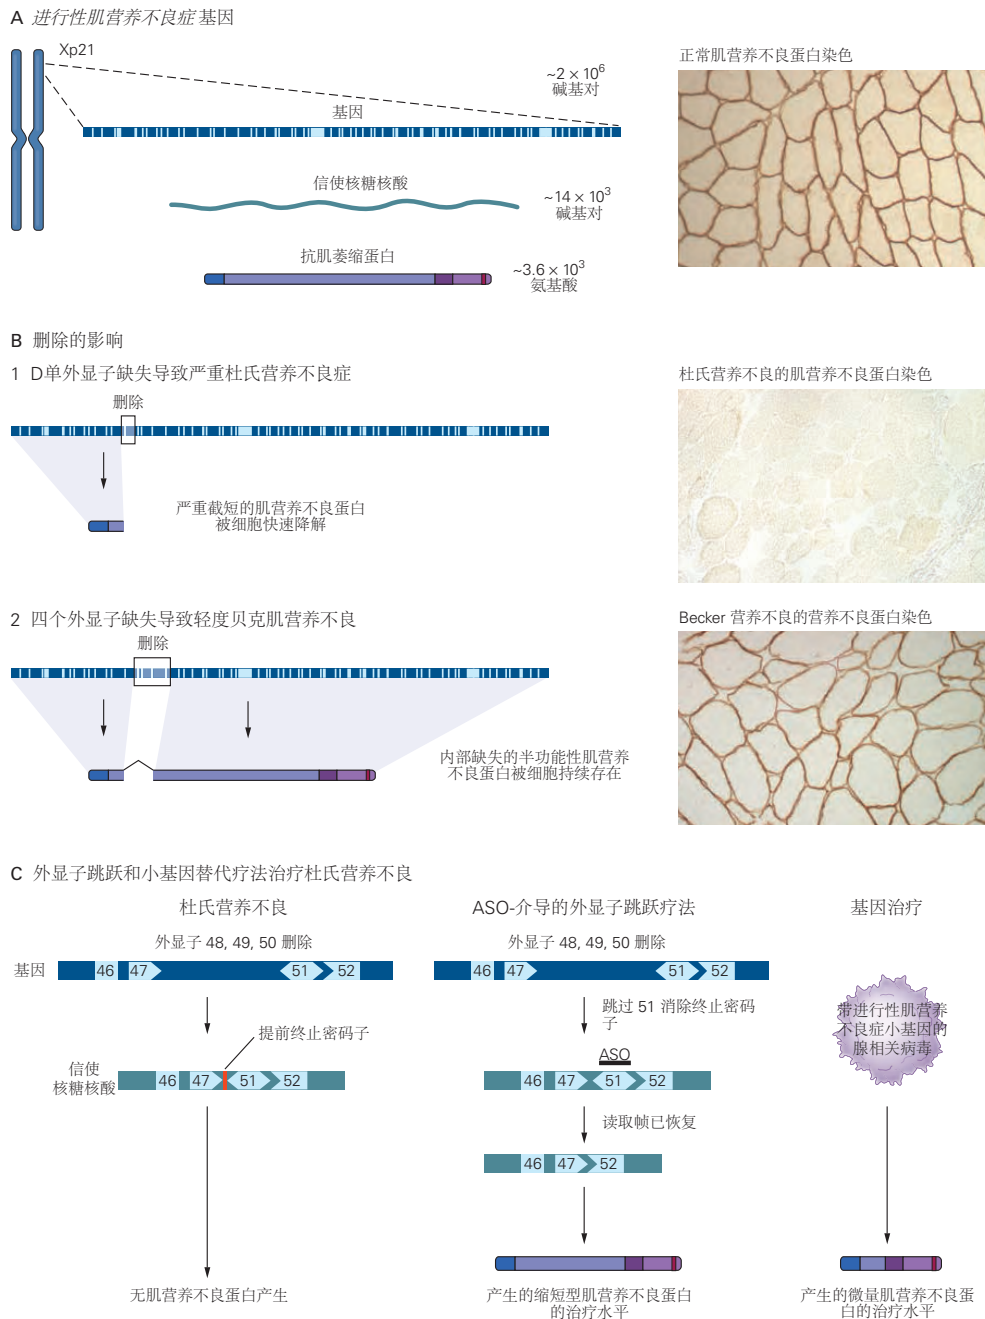 A 进行性肌营养不良症 基因
Xp21
~2 × 10⁶
碱基对
基因
信使核糖核酸
~14 × 10³
碱基对
抗肌萎缩蛋白
~3.6 × 10³
氨基酸
正常肌营养不良蛋白染色
B 删除的影响
1 D单外显子缺失导致严重杜氏营养不良症
删除
严重截短的肌营养不良蛋白
被细胞快速降解
杜氏营养不良的肌营养不良蛋白染色
2 四个外显子缺失导致轻度贝克肌营养不良
删除
内部缺失的半功能性肌营养
不良蛋白被细胞持续存在
Becker 营养不良的营养不良蛋白染色
C 外显子跳跃和小基因替代疗法治疗杜氏营养不良
杜氏营养不良
外显子 48, 49, 50 删除
基因
46 47 51 52
提前终止密码子
信使
核糖核酸
46 47 51 52
无肌营养不良蛋白产生
ASO-介导的外显子跳跃疗法
外显子 48, 49, 50 删除
46 47 51 52
跳过 51 消除终止密码
子
ASO
46 47 51 52
读取帧已恢复
46 47 52
产生的缩短型肌营养不良蛋白
的治疗水平
基因治疗
带进行性肌营养
不良症小基因的
腺相关病毒
产生的微量肌营养不良蛋
白的治疗水平